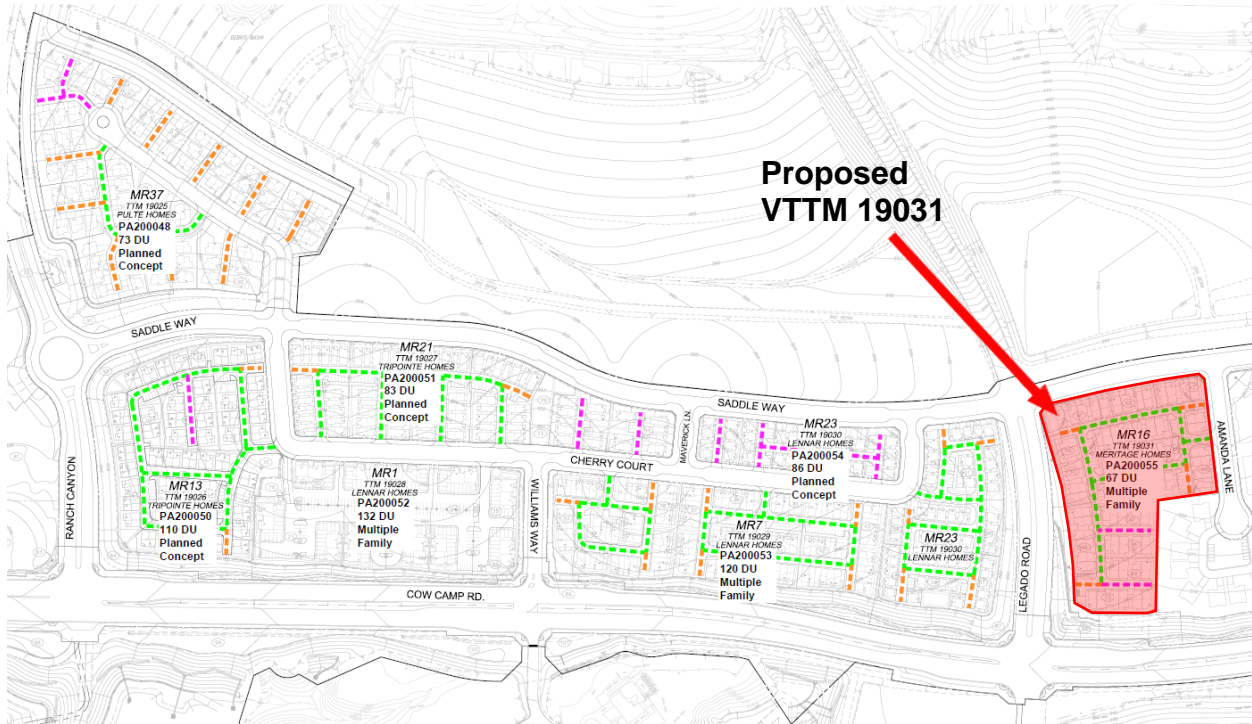 DEBRIS BASIN
Proposed
VTTM 19031
MR37
TTM 19025
PULTE HOMES
PA200048
73 DU
Planned
Concept
SADDLE WAY
MR21
TTM 19027
TRIPOINTE HOMES
PA200051
83 DU
Planned
Concept
SADDLE WAY
MAVERICK LN.
MR23
TTM 19030
LENNAR HOMES
PA200054
86 DU
Planned
Concept
MR16
TTM 19031
MERITAGE HOMES
PA200055
67 DU
Multiple
Family
AMANDA LANE
CHERRY COURT
RANCH CANYON
MR13
TTM 19026
TRIPOINTE HOMES
PA200050
110 DU
Planned
Concept
MR1
TTM 19028
LENNAR HOMES
PA200052
132 DU
Multiple
Family
WILLIAMS WAY
MR7
TTM 19029
LENNAR HOMES
PA200053
120 DU
Multiple
Family
MR23
TTM 19030
LENNAR HOMES
LEGADO ROAD
COW CAMP RD.